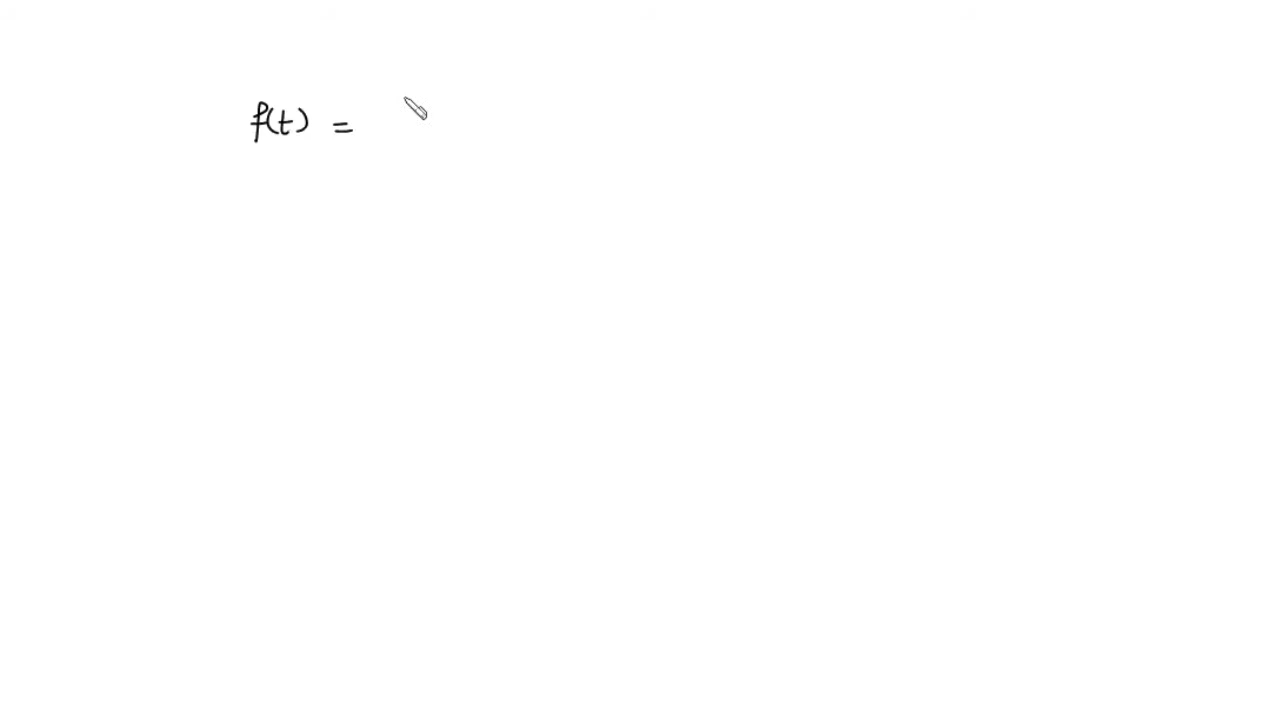 f(t) =